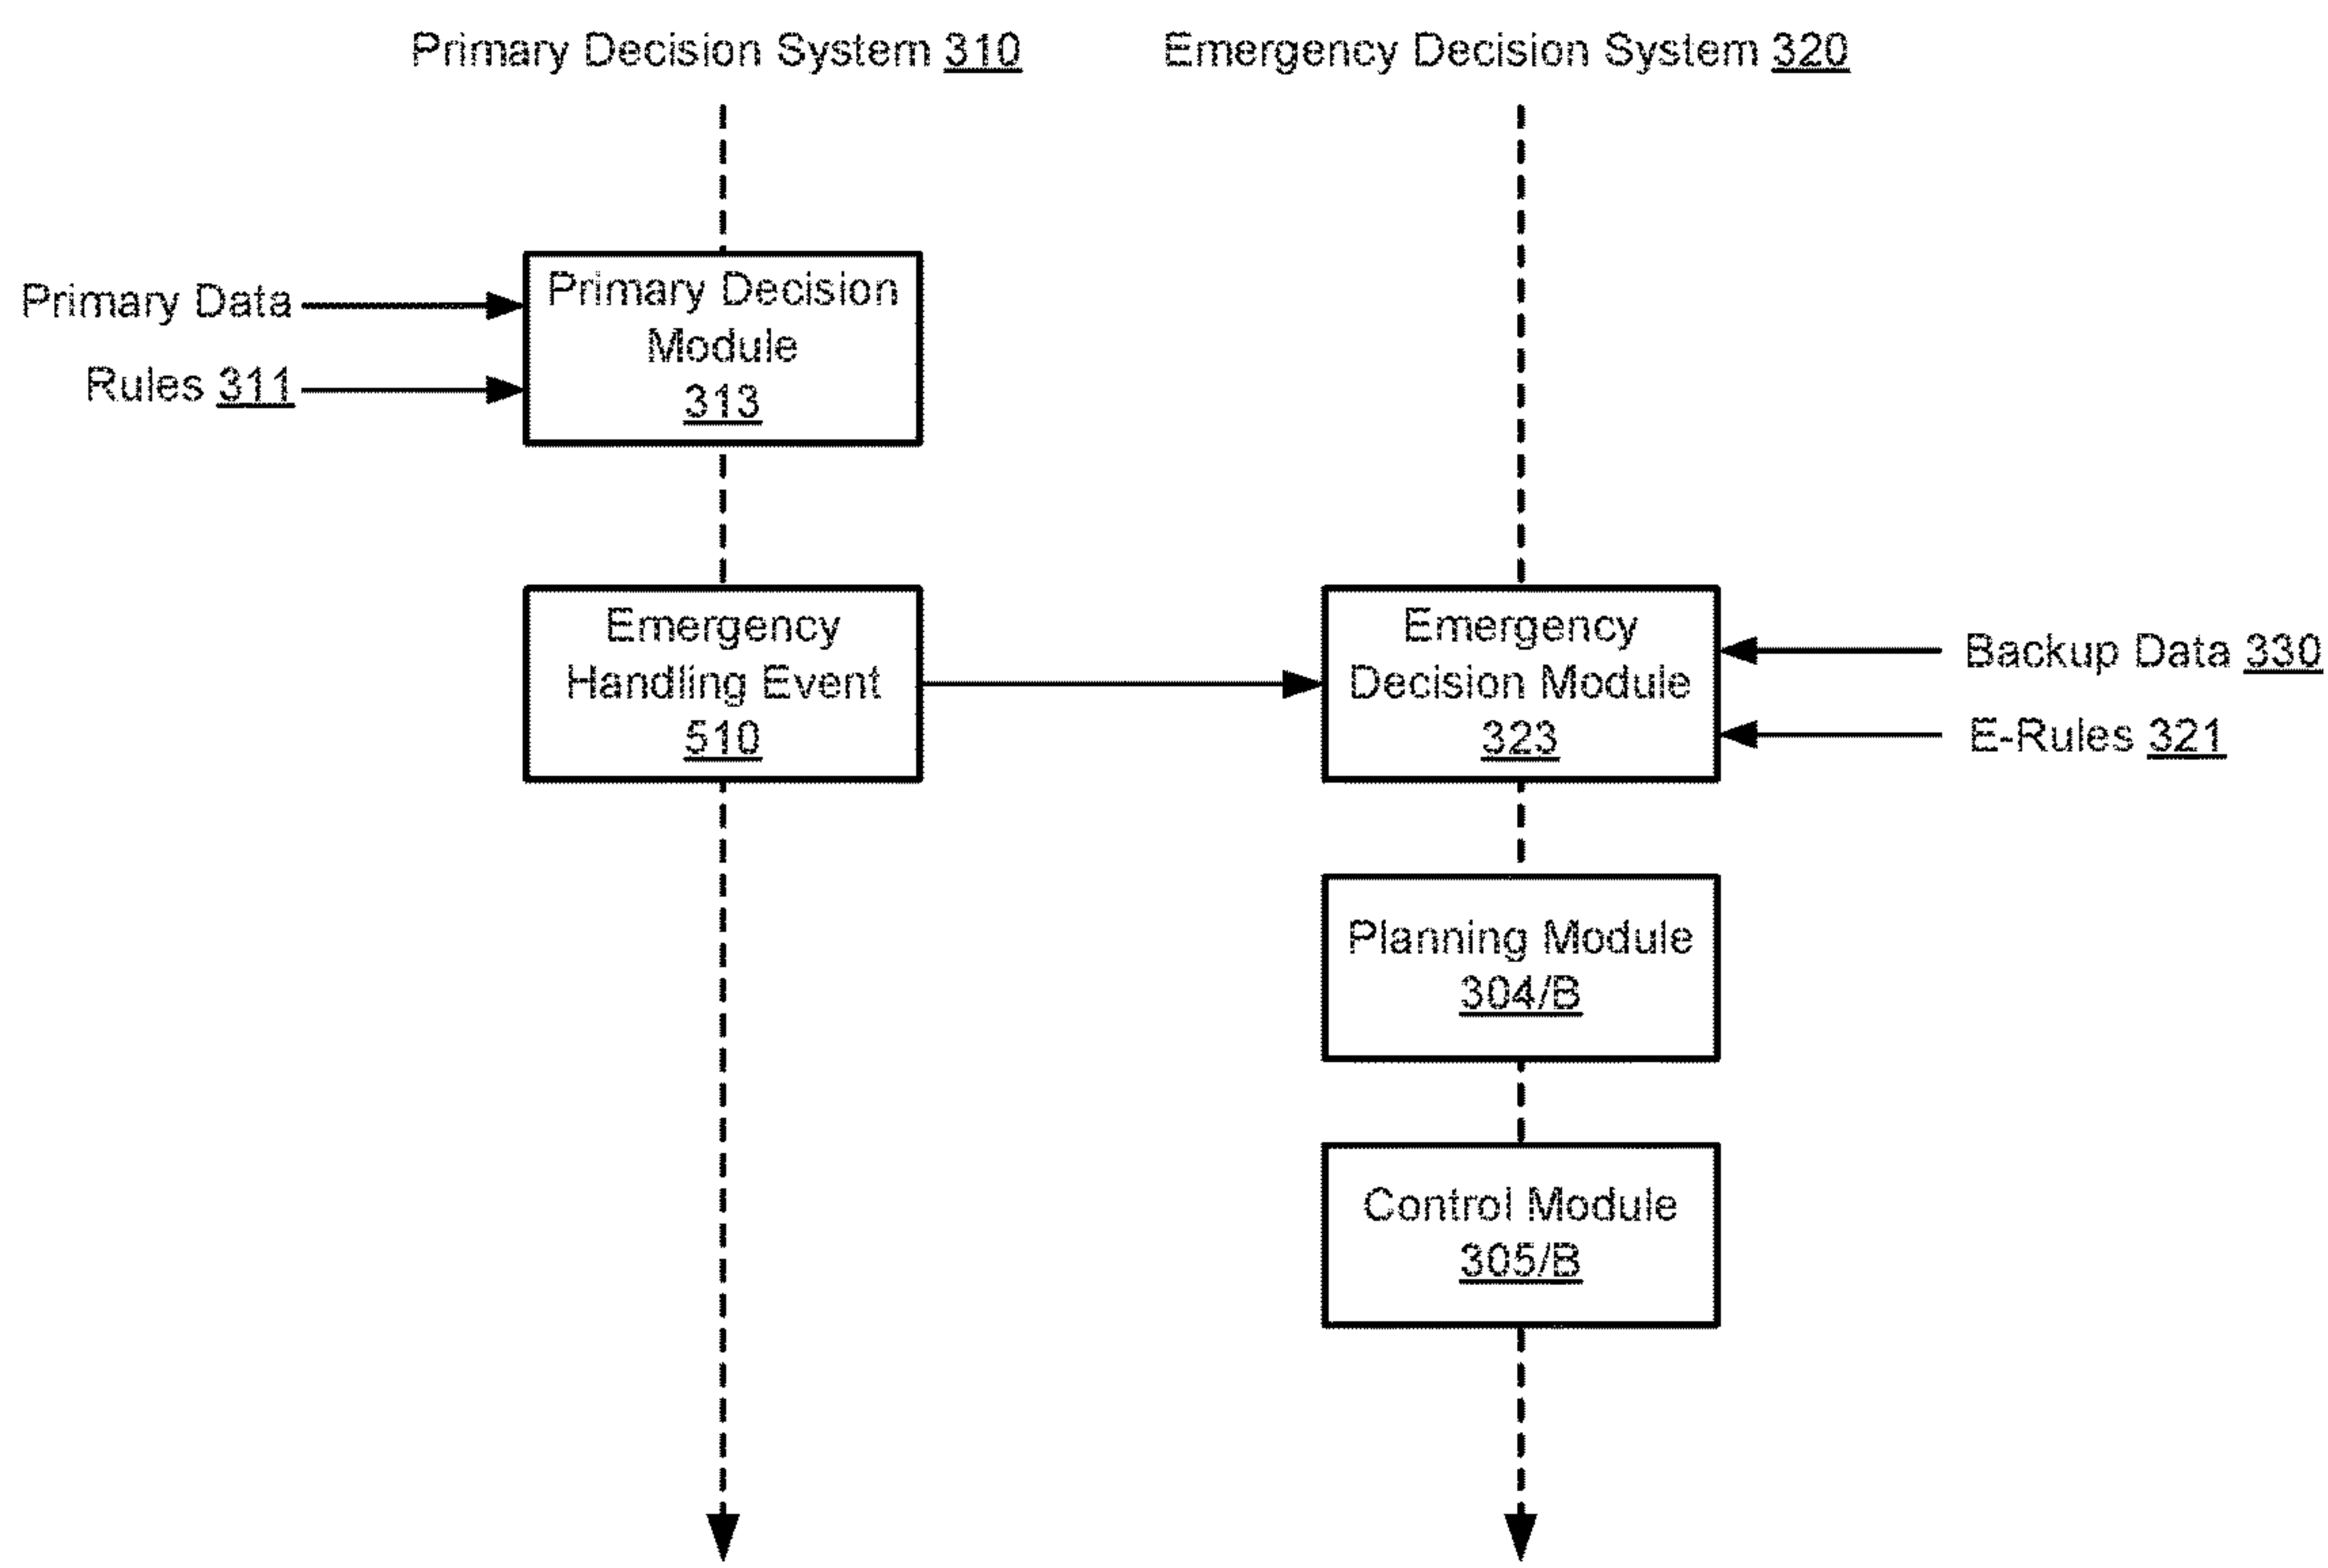 Primary Decision System 310
Emergency Decision System 320
Primary Data
Rules 311
Primary Decision
Module
313
Emergency
Handling Event
510
Emergency
Decision Module
323
Backup Data 330
E-Rules 321
Planning Module
304/B
Control Module
305/B